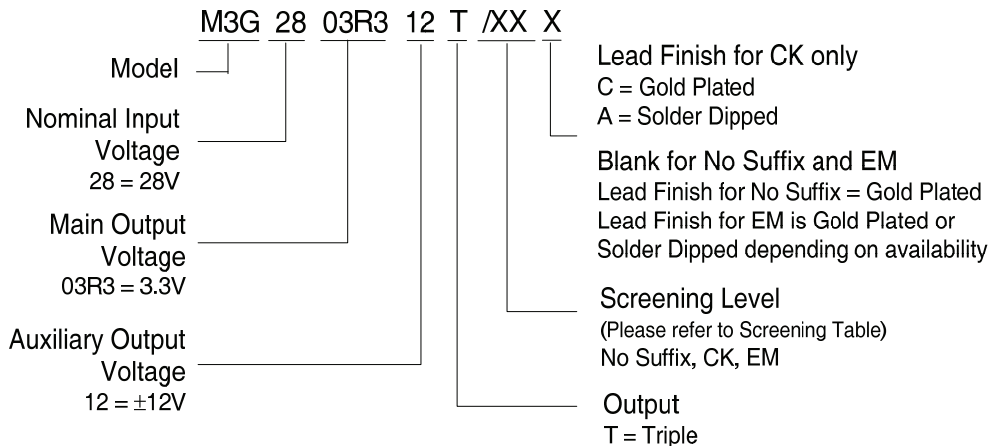 M3G 28 03R3 12 T /XX X
Model
Nominal Input
Voltage
28 = 28V
Main Output
Voltage
03R3 = 3.3V
Auxiliary Output
Voltage
12 = ±12V
Lead Finish for CK only
C = Gold Plated
A = Solder Dipped
Blank for No Suffix and EM
Lead Finish for No Suffix = Gold Plated
Lead Finish for EM is Gold Plated or
Solder Dipped depending on availability
Screening Level
(Please refer to Screening Table)
No Suffix, CK, EM
Output
T = Triple